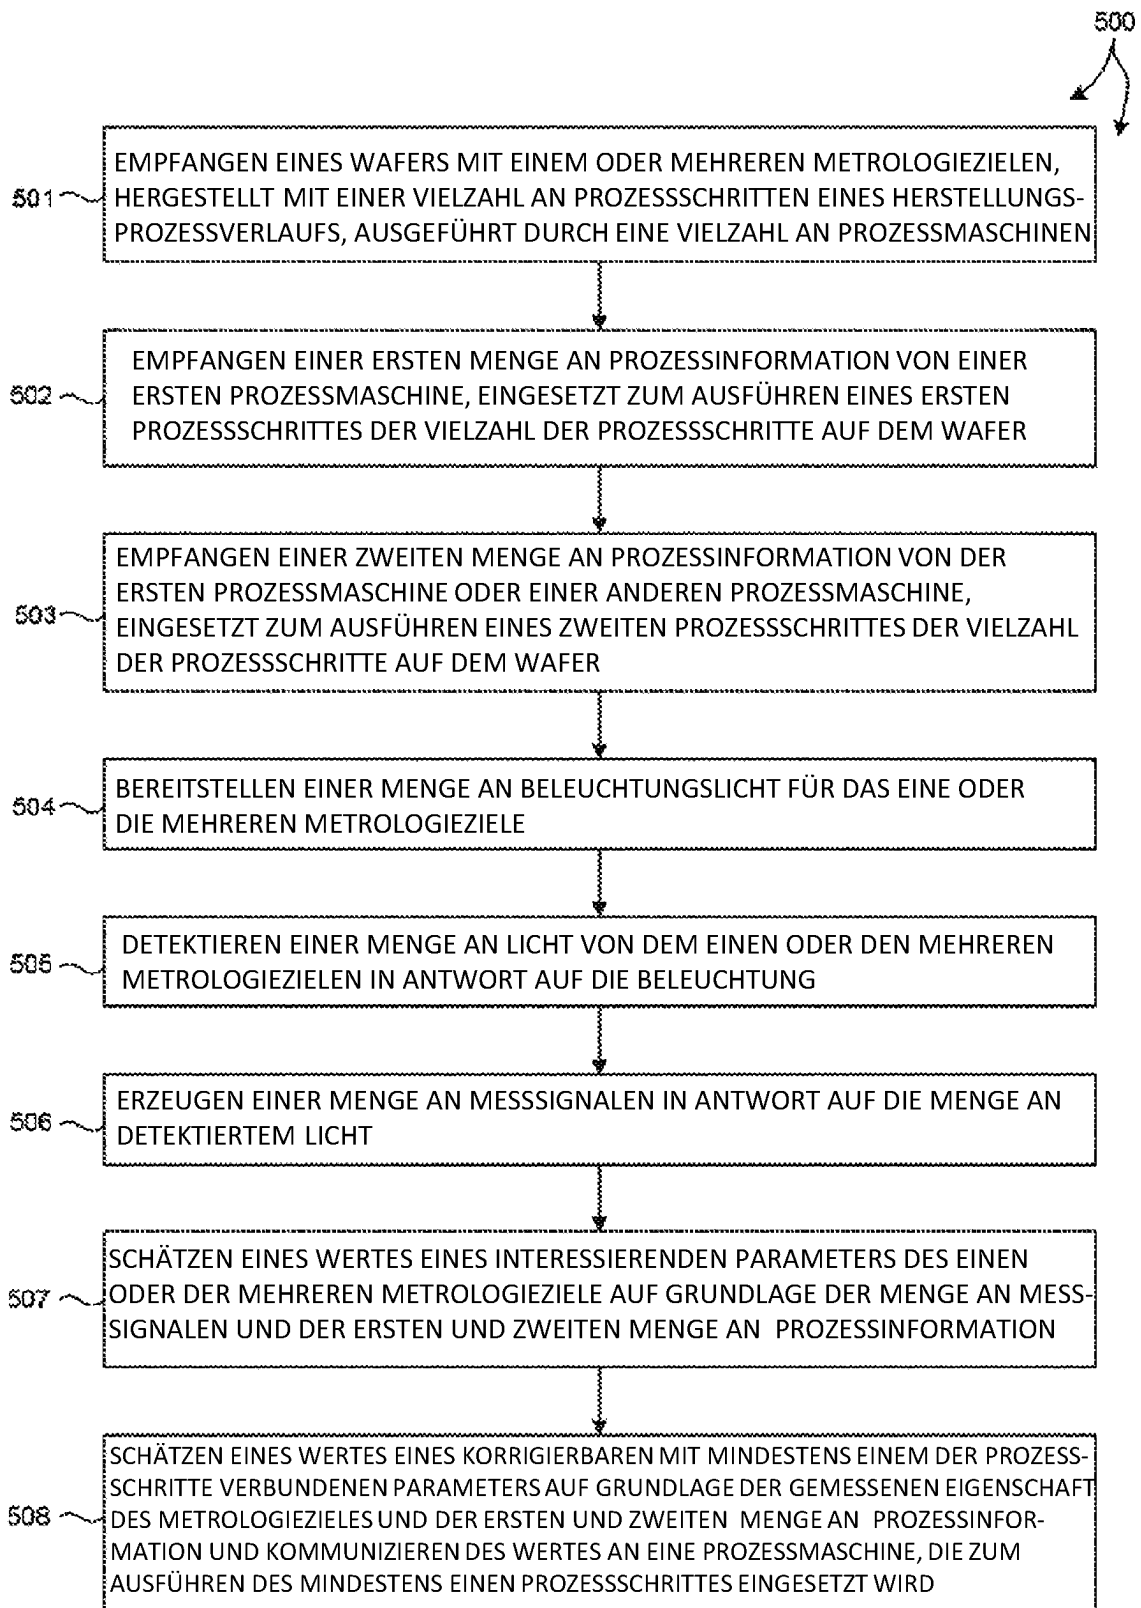 500
501
EMPFANGEN EINES WAFERS MIT EINEM ODER MEHREREN METROLOGIEZIELEN,
HERGESTELLT MIT EINER VIELZAHL AN PROZESSSCHRITTEN EINES HERSTELLUNGS-
PROZESSVERLAUFS, AUSGEFÜHRT DURCH EINE VIELZAHL AN PROZESSMASCHINEN
502
EMPFANGEN EINER ERSTEN MENGE AN PROZESSINFORMATION VON EINER
ERSTEN PROZESSMASCHINE, EINGESETZT ZUM AUSFÜHREN EINES ERSTEN
PROZESSSCHRITTES DER VIELZAHL DER PROZESSSCHRITTE AUF DEM WAFER
503
EMPFANGEN EINER ZWEITEN MENGE AN PROZESSINFORMATION VON DER
ERSTEN PROZESSMASCHINE ODER EINER ANDEREN PROZESSMASCHINE,
EINGESETZT ZUM AUSFÜHREN EINES ZWEITEN PROZESSSCHRITTES DER VIELZAHL
DER PROZESSSCHRITTE AUF DEM WAFER
504
BEREITSTELLEN EINER MENGE AN BELEUCHTUNGSLICHT FÜR DAS EINE ODER
DIE MEHREREN METROLOGIEZIELE
505
DETEKTIEREN EINER MENGE AN LICHT VON DEM EINEN ODER DEN MEHREREN
METROLOGIEZIELEN IN ANTWORT AUF DIE BELEUCHTUNG
506
ERZEUGEN EINER MENGE AN MESSSIGNALEN IN ANTWORT AUF DIE MENGE AN
DETEKTIERTEM LICHT
507
SCHÄTZEN EINES WERTES EINES INTERESSIERENDEN PARAMETERS DES EINEN
ODER DER MEHREREN METROLOGIEZIELE AUF GRUNDLAGE DER MENGE AN MESS-
SIGNALEN UND DER ERSTEN UND ZWEITEN MENGE AN PROZESSINFORMATION
508
SCHÄTZEN EINES WERTES EINES KORRIGIERBAREN MIT MINDESTENS EINEM DER PROZESS-
SCHRITTE VERBUNDENEN PARAMETERS AUF GRUNDLAGE DER GEMESSENEN EIGENSCHAFT
DES METROLOGIEZIELES UND DER ERSTEN UND ZWEITEN MENGE AN PROZESSINFOR-
MATION UND KOMMUNIZIEREN DES WERTES AN EINE PROZESSMASCHINE, DIE ZUM
AUSFÜHREN DES MINDESTENS EINEN PROZESSSCHRITTES EINGESETZT WIRD